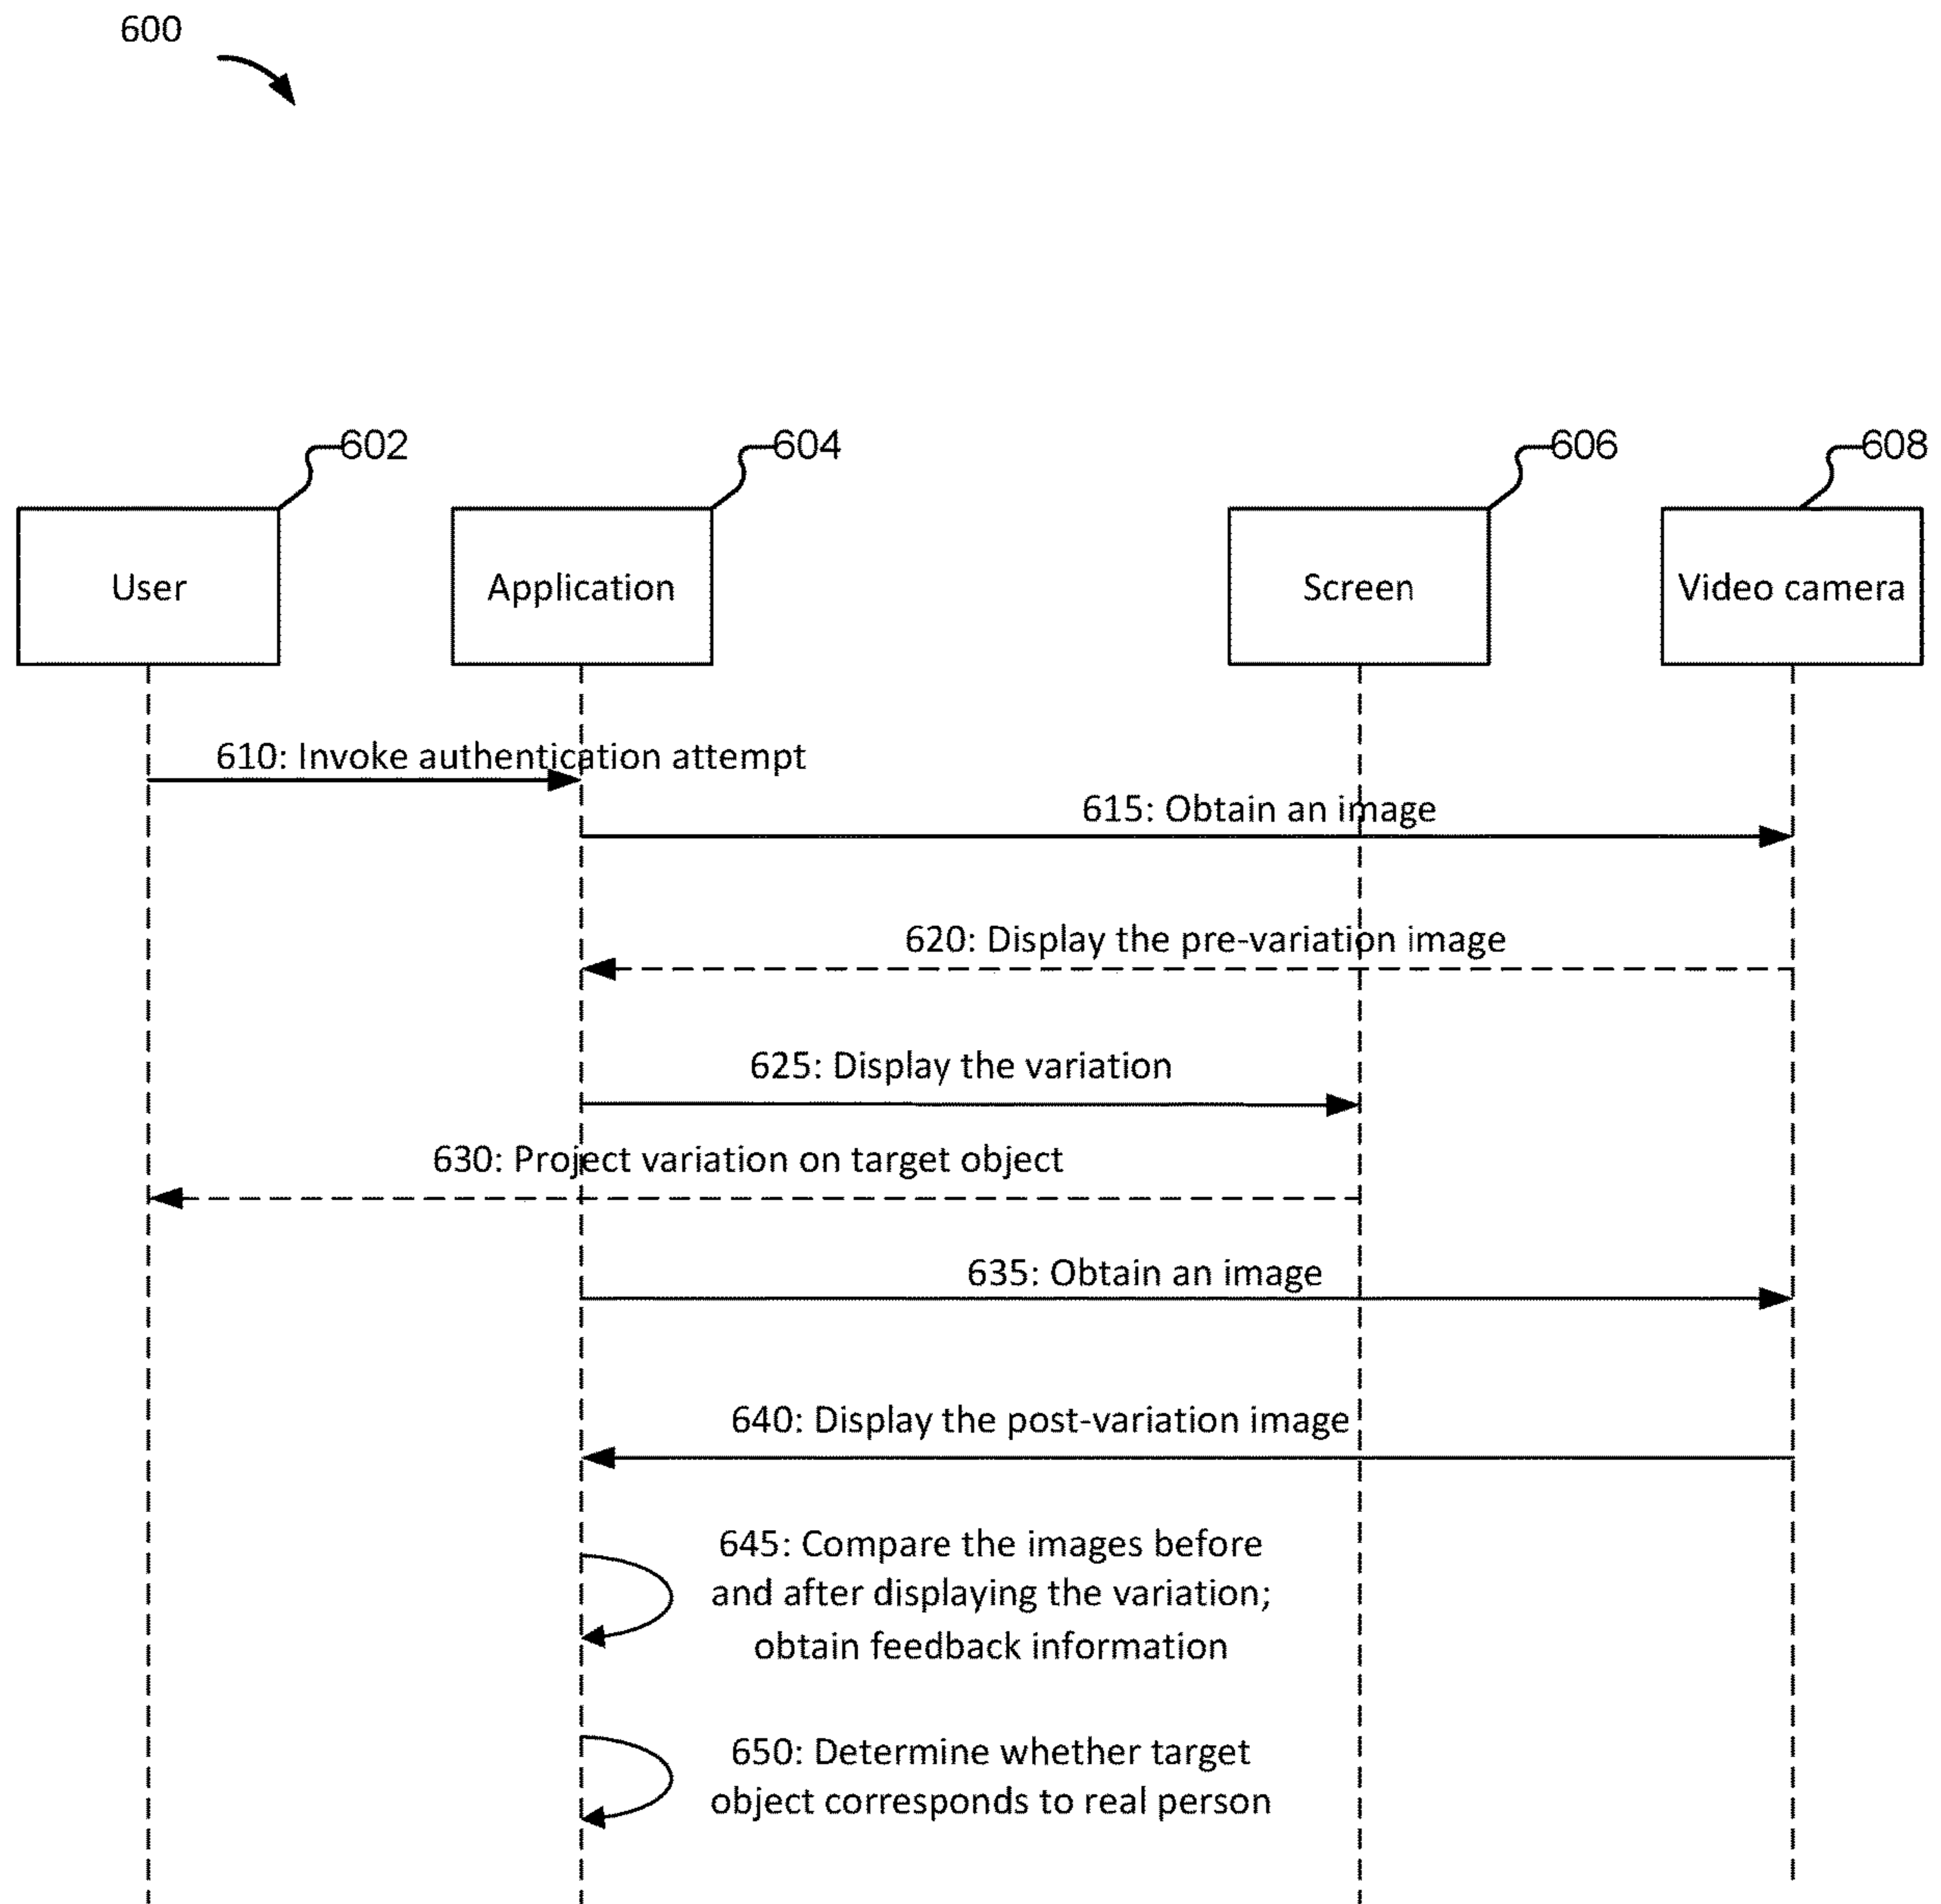 600
602
604
606
608
User
Application
Screen
Video camera
610: Invoke authentication attempt
615: Obtain an image
620: Display the pre-variation image
625: Display the variation
630: Project variation on target object
635: Obtain an image
640: Display the post-variation image
645: Compare the images before
and after displaying the variation;
obtain feedback information
650: Determine whether target
object corresponds to real person